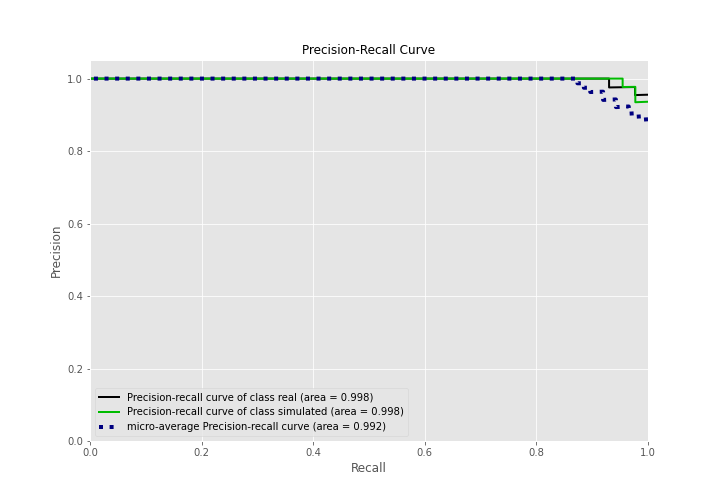 Precision-Recall Curve
1.0
0.8
0.6
0.4
0.2
0.0
Precision
Precision-recall curve of class real (area = 0.998)
Precision-recall curve of class simulated (area = 0.998)
micro-average Precision-recall curve (area = 0.992)
0.0 0.2 0.4 0.6 0.8 1.0
Recall